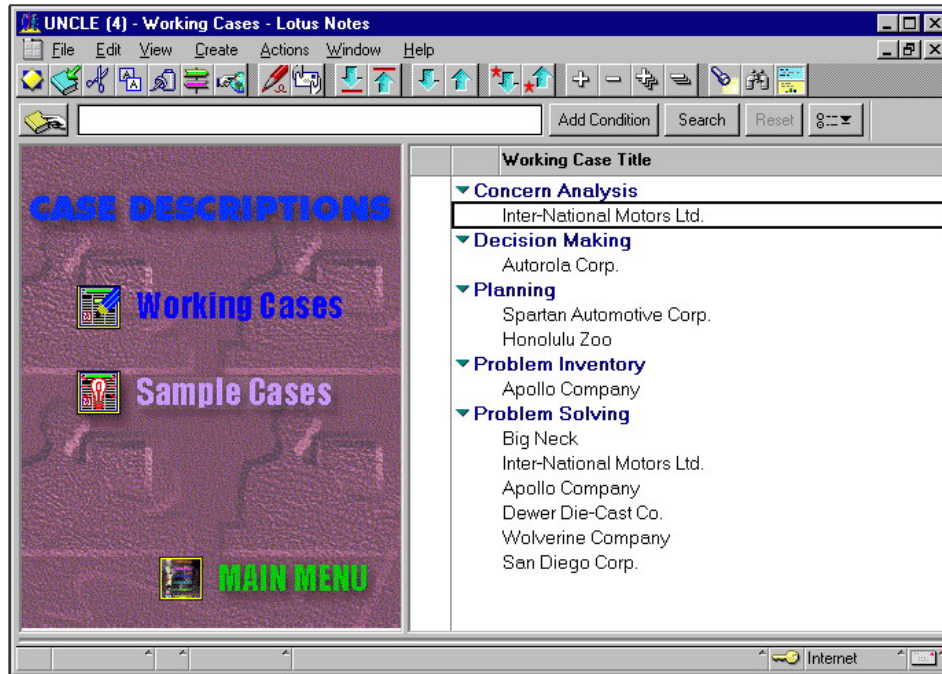 UNCLE (4) - Working Cases - Lotus Notes
File Edit View Create Actions Window Help
Add Condition Search Reset
CASE DESCRIPTIONS
Working Cases
Sample Cases
MAIN MENU
Working Case Title
Concern Analysis
Inter-National Motors Ltd.
Decision Making
Autorola Corp.
Planning
Spartan Automotive Corp.
Honolulu Zoo
Problem Inventory
Apollo Company
Problem Solving
Big Neck
Inter-National Motors Ltd.
Apollo Company
Dewer Die-Cast Co.
Wolverine Company
San Diego Corp.
Internet